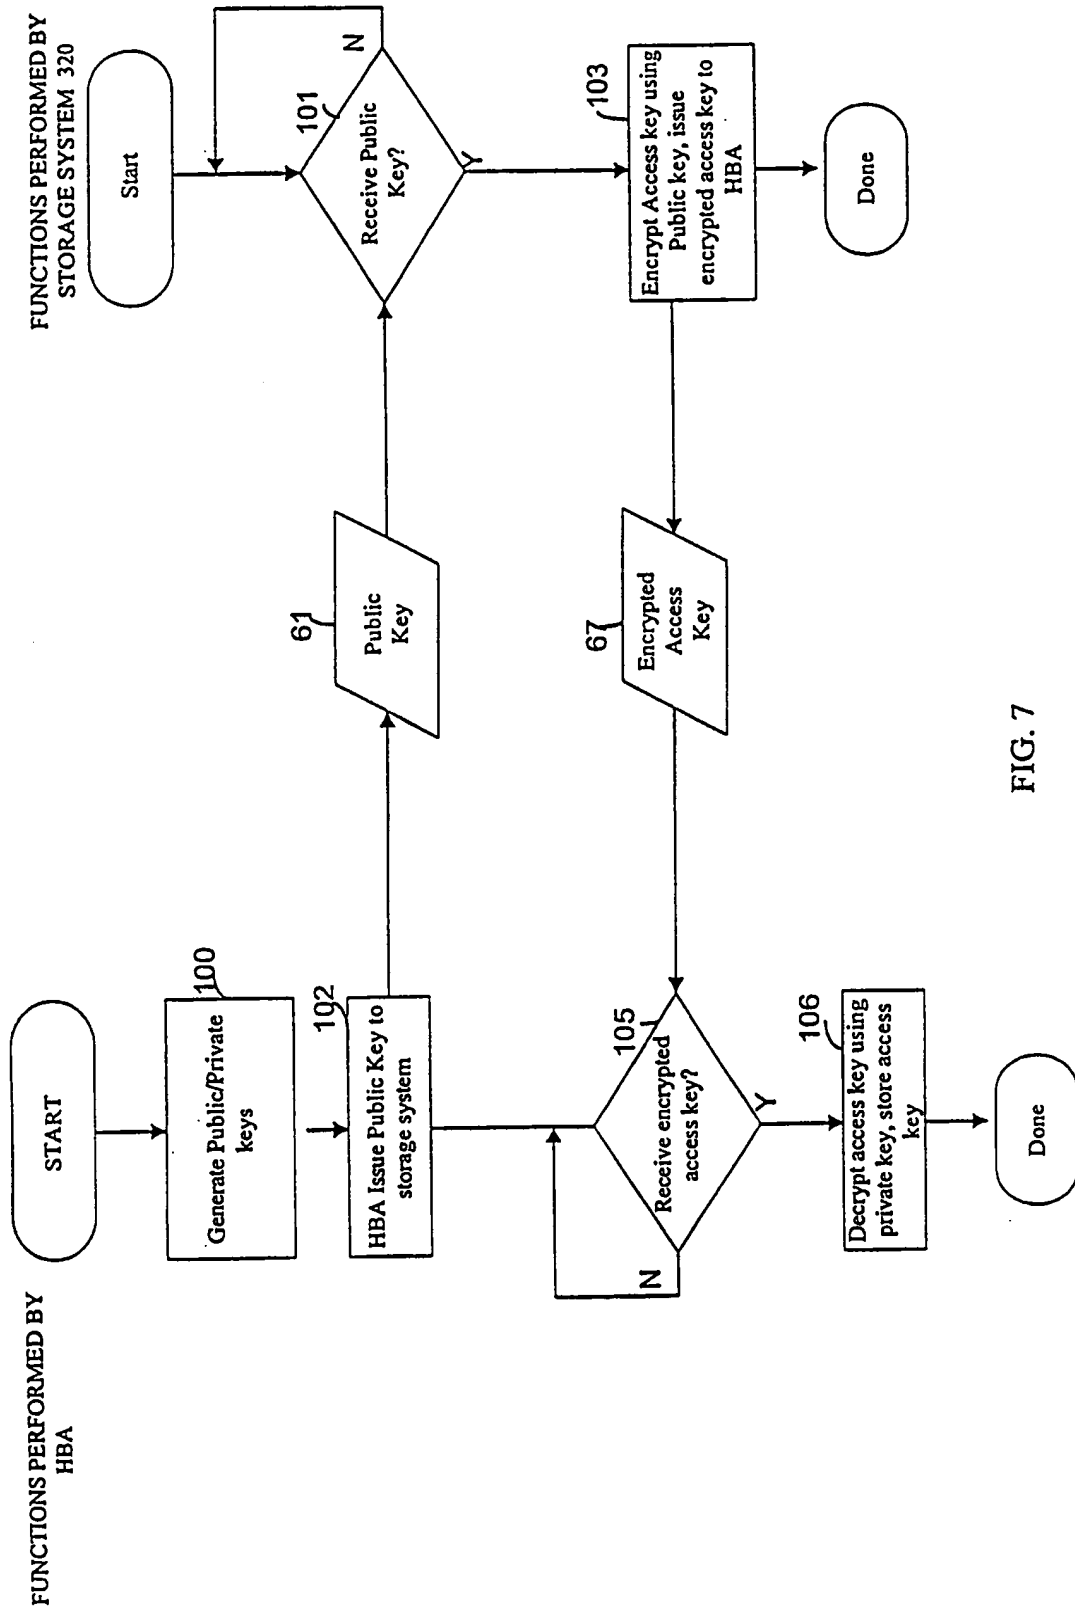 FUNCTIONS PERFORMED BY
HBA
START
100
Generate Public/Private
keys
102
HBA Issue Public Key to
storage system
105
Receive encrypted
access key?
N
Y
106
Decrypt access key using
private key, store access
key
Done
61
Public
Key
67
Encrypted
Access
Key
FUNCTIONS PERFORMED BY
STORAGE SYSTEM 320
Start
101
Receive Public
Key?
N
Y
103
Encrypt Access key using
Public key, issue
encrypted access key to
HBA
Done
FIG. 7